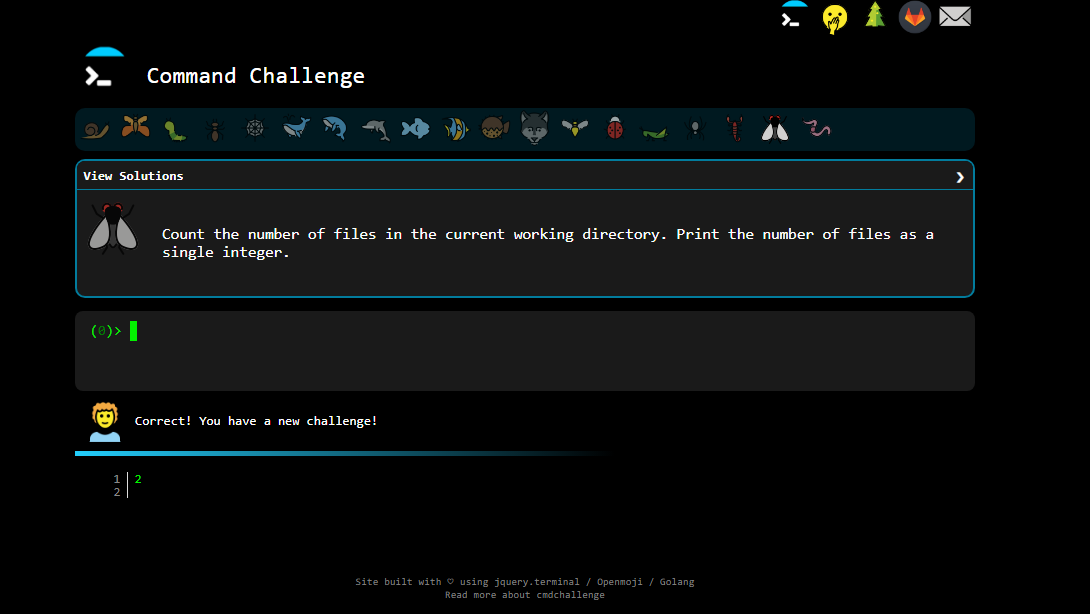 Command Challenge
View Solutions
Count the number of files in the current working directory. Print the number of files as a
single integer.
(0)>
Correct! You have a new challenge!
1 2
2
Site built with ♡ using jquery.terminal / Openmoji / Golang
Read more about cmdchallenge